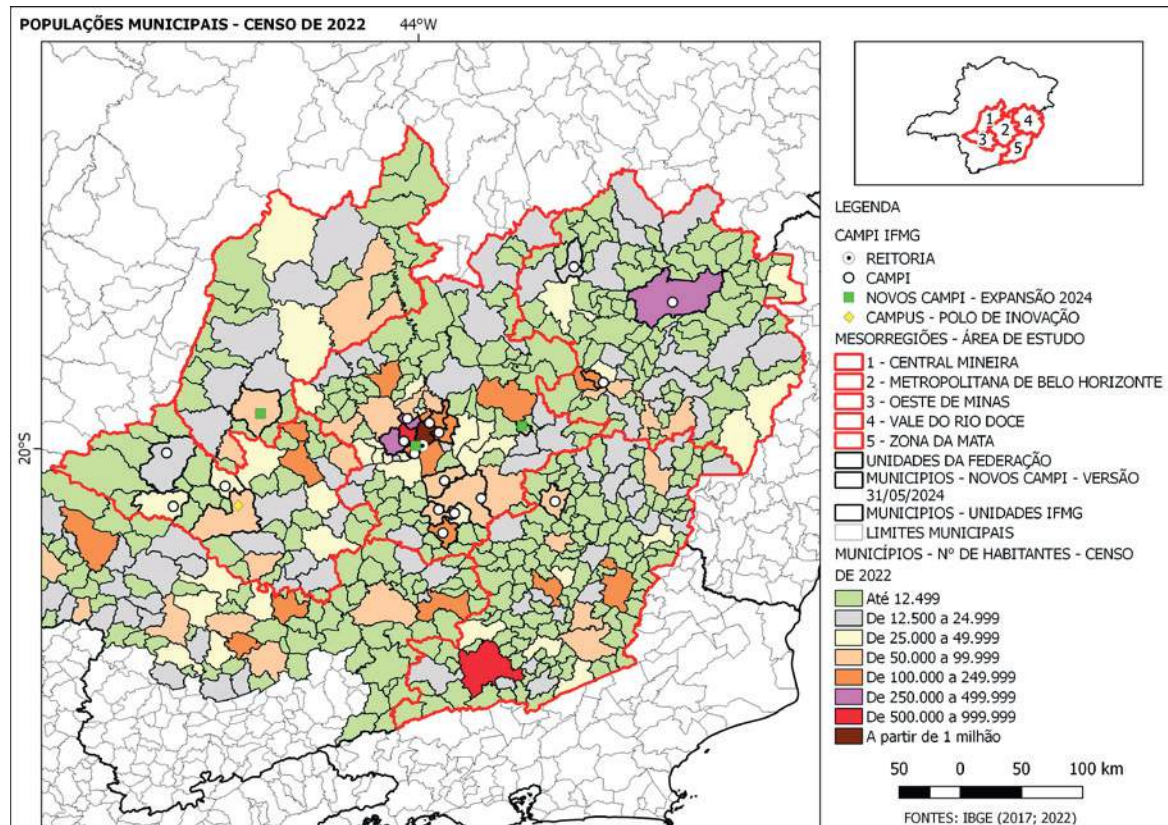 POPULAÇÕES MUNICIPAIS - CENSO DE 2022
44°W
20°S
1
2
3
4
5
LEGENDA
CAMPI IFMG
REITORIA
CAMPI
NOVOS CAMPI - EXPANSÃO 2024
CAMPUS - POLO DE INOVAÇÃO
MESORREGIÕES - ÁREA DE ESTUDO
1 - CENTRAL MINEIRA
2 - METROPOLITANA DE BELO HORIZONTE
3 - OESTE DE MINAS
4 - VALE DO RIO DOCE
5 - ZONA DA MATA
UNIDADES DA FEDERAÇÃO
MUNICIPIOS - NOVOS CAMPI - VERSÃO
31/05/2024
MUNICIPIOS - UNIDADES IFMG
LIMITES MUNICIPAIS
MUNICÍPIOS - Nº DE HABITANTES - CENSO
DE 2022
Até 12.499
De 12.500 a 24.999
De 25.000 a 49.999
De 50.000 a 99.999
De 100.000 a 249.999
De 250.000 a 499.999
De 500.000 a 999.999
A partir de 1 milhão
50 0 50 100 km
FONTES: IBGE (2017; 2022)